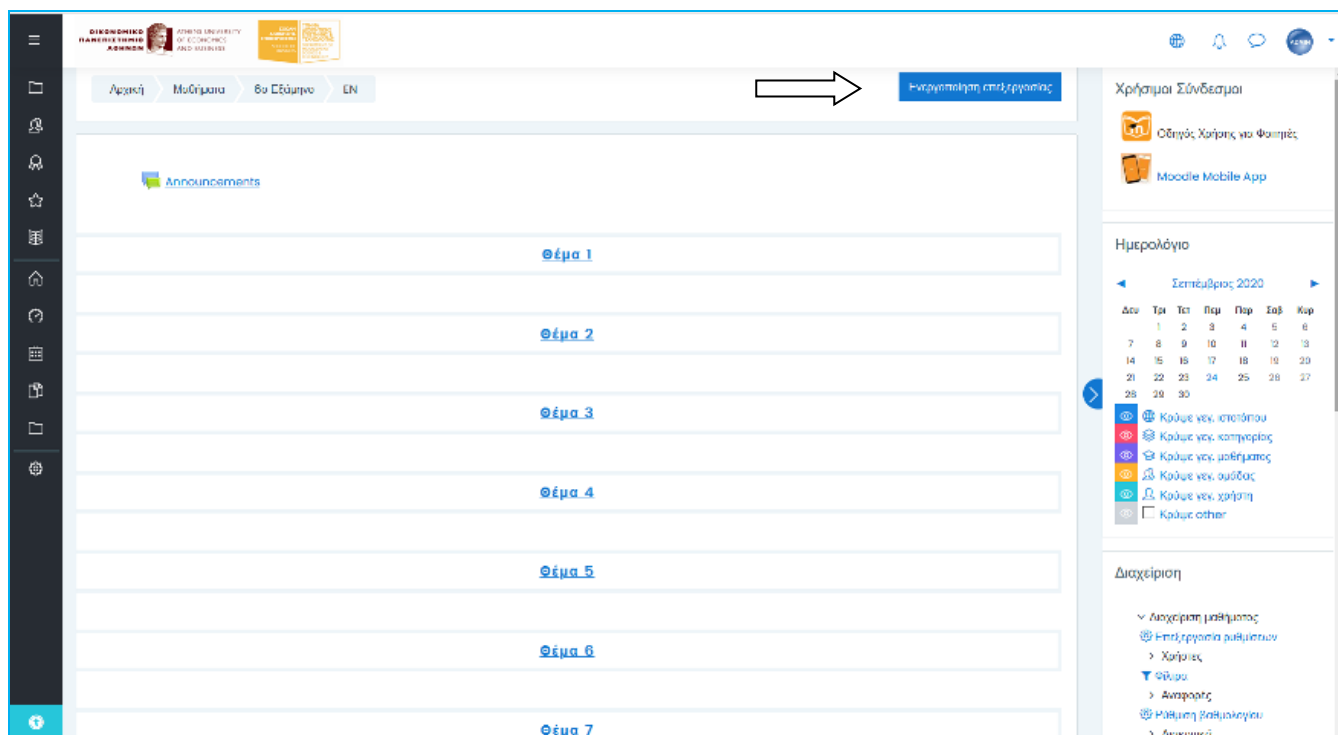 ΟΙΚΟΝΟΜΙΚΟ
ΠΑΝΕΠΙΣΤΗΜΙΟ
ΑΘΗΝΩΝ
ATHENS UNIVERSITY
OF ECONOMICS
AND BUSINESS
Αρχική
Μαθήματα
6ο Εξάμηνο
EN
Ενεργοποίηση επεξεργασίας
Announcements
Θέμα 1
Θέμα 2
Θέμα 3
Θέμα 4
Θέμα 5
Θέμα 6
Θέμα 7
Χρήσιμοι Σύνδεσμοι
Οδηγός Χρήσης για Φοιτητές
Moodle Mobile App
Ημερολόγιο
Σεπτέμβριος 2020
Δευ Τρι Τετ Πεμ Παρ Σαβ Κυρ
1 2 3 4 5 6
7 8 9 10 11 12 13
14 15 16 17 18 19 20
21 22 23 24 25 26 27
28 29 30
Κρύψε γεγ. ιστοτόπου
Κρύψε γεγ. κατηγορίας
Κρύψε γεγ. μαθήματος
Κρύψε γεγ. ομάδας
Κρύψε γεγ. χρήστη
Κρύψε other
Διαχείριση
Διαχείριση μαθήματος
Επεξεργασία ρυθμίσεων
Χρήστες
Φίλτρα
Αναφορές
Ρύθμιση βαθμολογίου